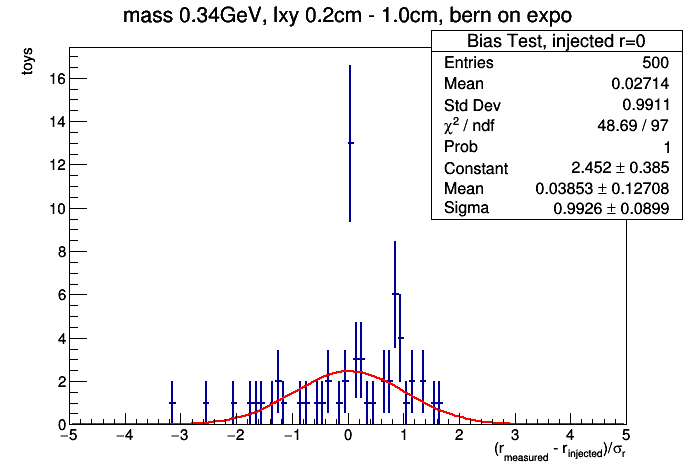 mass 0.34GeV, lxy 0.2cm - 1.0cm, bern on expo
toys
Bias Test, injected r=0
Entries 500
Mean 0.02714
Std Dev 0.9911
χ² / ndf 48.69 / 97
Prob 1
Constant 2.452 ± 0.385
Mean 0.03853 ± 0.12708
Sigma 0.9926 ± 0.0899
16
14
12
10
8
6
4
2
0
−5 −4 −3 −2 −1 0 1 2 3 4 5
(r_measured - r_injected)/σ_r